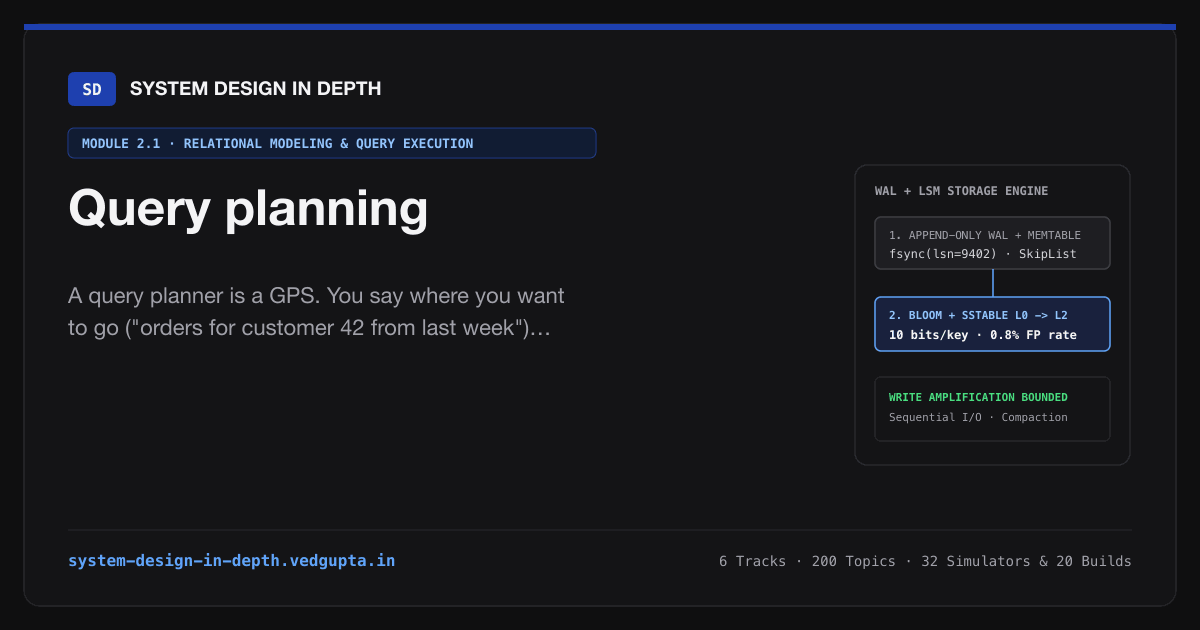 SD
SYSTEM DESIGN IN DEPTH
MODULE 2.1 · RELATIONAL MODELING & QUERY EXECUTION
Query planning
A query planner is a GPS. You say where you want
to go ("orders for customer 42 from last week")…
WAL + LSM STORAGE ENGINE
1. APPEND-ONLY WAL + MEMTABLE
fsync(lsn=9402) · SkipList
2. BLOOM + SSTABLE L0 -> L2
10 bits/key · 0.8% FP rate
WRITE AMPLIFICATION BOUNDED
Sequential I/O · Compaction
system-design-in-depth.vedgupta.in
6 Tracks · 200 Topics · 32 Simulators & 20 Builds